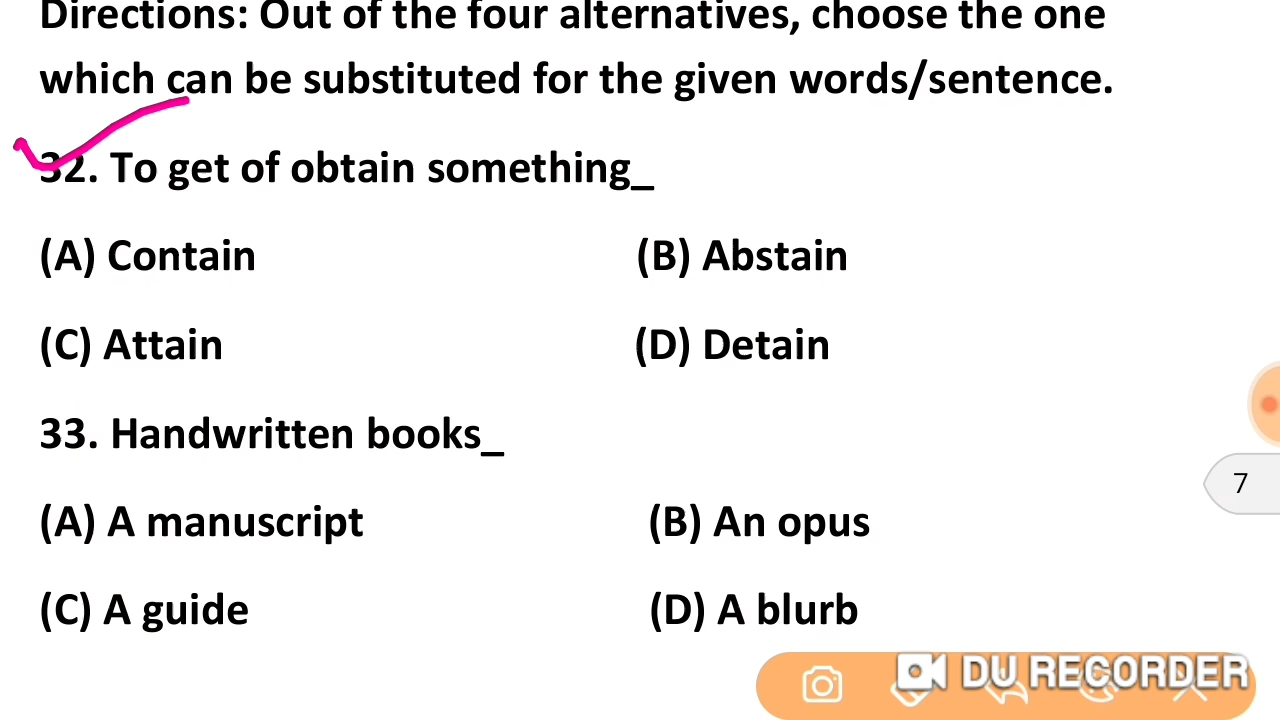 Directions: Out of the four alternatives, choose the one
which can be substituted for the given words/sentence.
32. To get of obtain something_
(A) Contain (B) Abstain
(C) Attain (D) Detain
33. Handwritten books_
7
(A) A manuscript (B) An opus
(C) A guide (D) A blurb
DU RECORDER